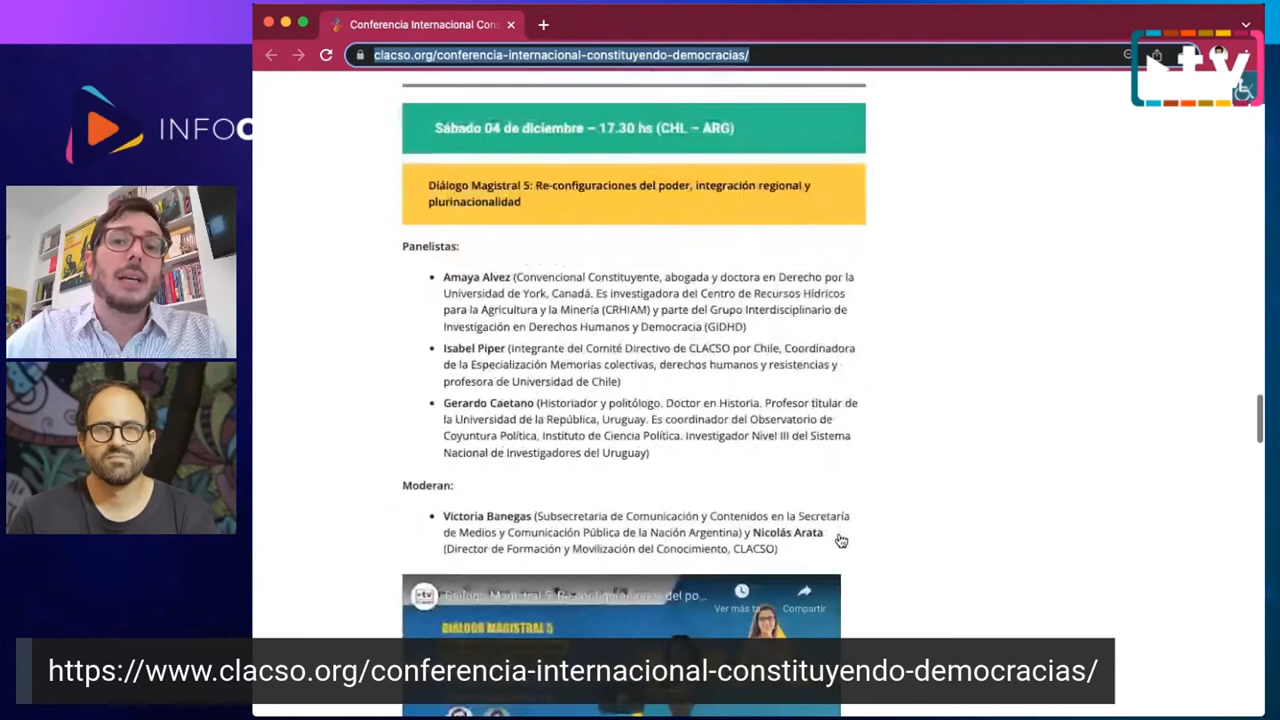 Conferencia Internacional Cons
clacso.org/conferencia-internacional-constituyendo-democracias/
tv
INFOC
Sábado 04 de diciembre – 17.30 hs (CHL – ARG)
Diálogo Magistral 5: Re-configuraciones del poder, integración regional y
plurinacionalidad
Panelistas:
Amaya Alvez (Convencional Constituyente, abogada y doctora en Derecho por la
Universidad de York, Canadá. Es investigadora del Centro de Recursos Hídricos
para la Agricultura y la Minería (CRHIAM) y parte del Grupo Interdisciplinario de
Investigación en Derechos Humanos y Democracia (GIDHD)
Isabel Piper (integrante del Comité Directivo de CLACSO por Chile, Coordinadora
de la Especialización Memorias colectivas, derechos humanos y resistencias y
profesora de Universidad de Chile)
Gerardo Caetano (Historiador y politólogo. Doctor en Historia. Profesor titular de
la Universidad de la República, Uruguay. Es coordinador del Observatorio de
Coyuntura Política, Instituto de Ciencia Política. Investigador Nivel III del Sistema
Nacional de Investigadores del Uruguay)
Moderan:
Victoria Banegas (Subsecretaria de Comunicación y Contenidos en la Secretaría
de Medios y Comunicación Pública de la Nación Argentina) y Nicolás Arata
(Director de Formación y Movilización del Conocimiento, CLACSO)
tv
Diálogo Magistral 5: Re-configuraciones del po...
Ver más ta
Compartir
DIÁLOGO MAGISTRAL 5
https://www.clacso.org/conferencia-internacional-constituyendo-democracias/